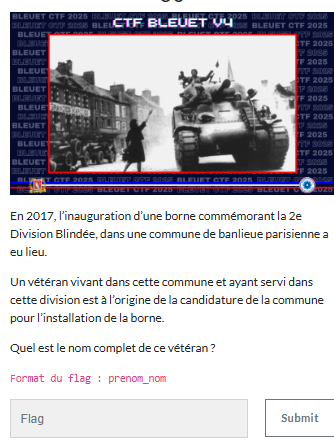 CTF BLEUET V4
BLEUET CTF 2025
En 2017, l'inauguration d'une borne commémorant la 2e
Division Blindée, dans une commune de banlieue parisienne a
eu lieu.
Un vétéran vivant dans cette commune et ayant servi dans
cette division est à l'origine de la candidature de la commune
pour l'installation de la borne.
Quel est le nom complet de ce vétéran ?
Format du flag : prenom_nom
Flag
Submit